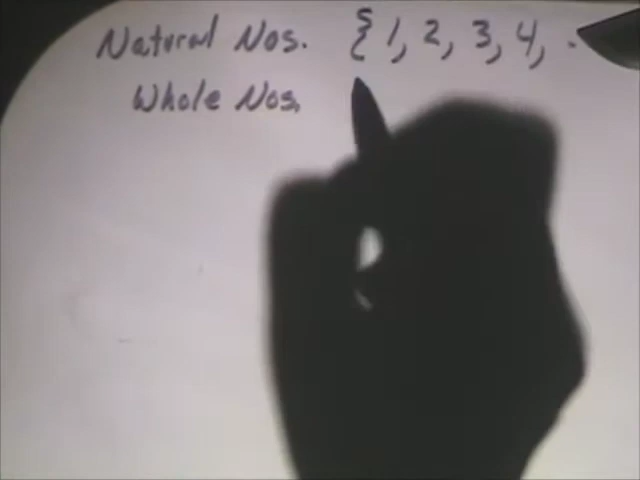 Natural Nos. { 1, 2, 3, 4, .
Whole Nos.